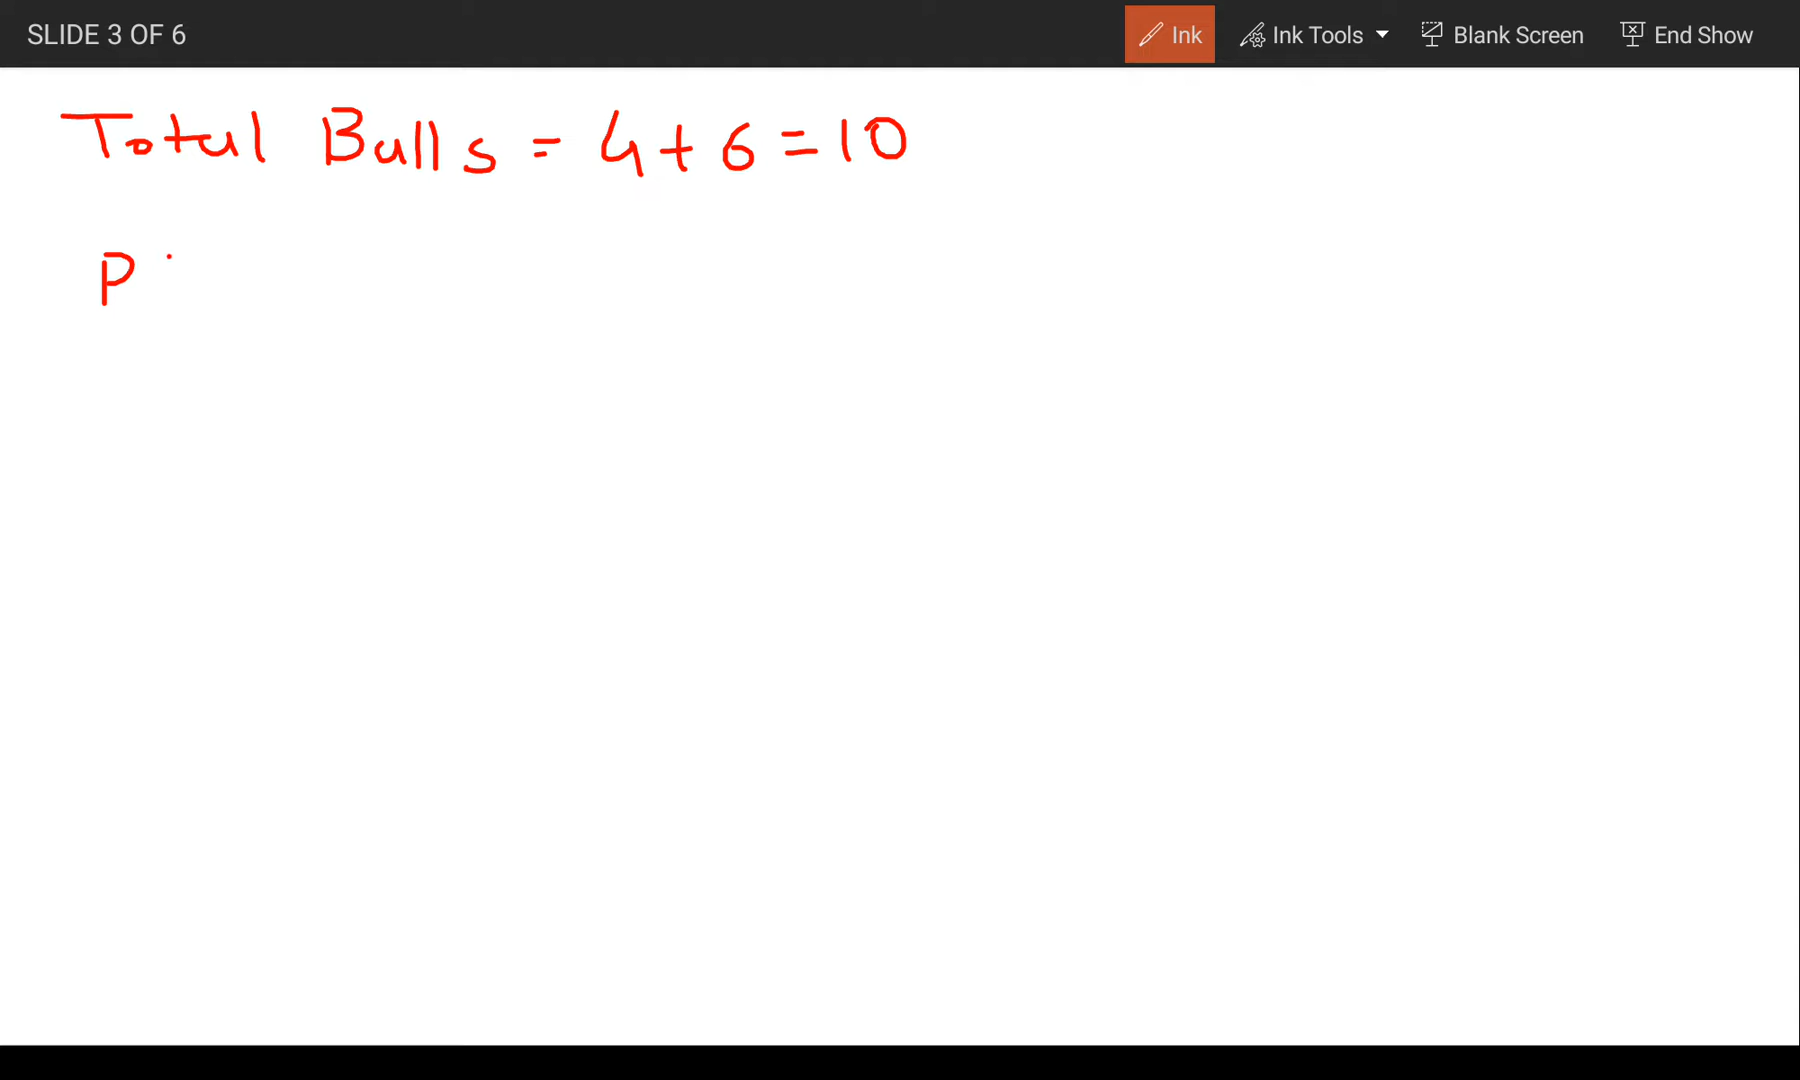 SLIDE 3 OF 6 Ink Ink Tools Blank Screen End Show
Total Balls = 4 + 6 = 10
P